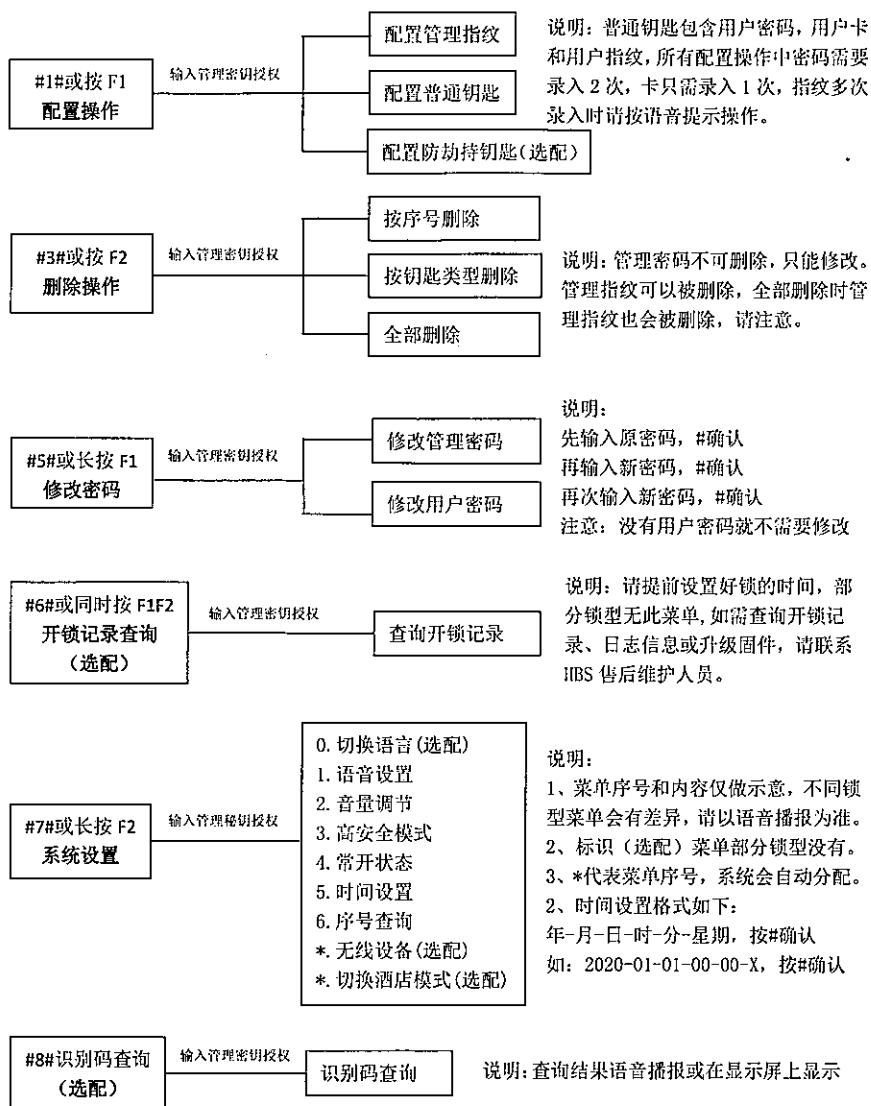 #1#或按 F1
配置操作
输入管理密钥授权
配置管理指纹
配置普通钥匙
配置防劫持钥匙(选配)
说明：普通钥匙包含用户密码，用户卡
和用户指纹，所有配置操作中密码需要
录入 2 次，卡只需录入 1 次，指纹多次
录入时请按语音提示操作。
#3#或按 F2
删除操作
输入管理密钥授权
按序号删除
按钥匙类型删除
全部删除
说明：管理密码不可删除，只能修改。
管理指纹可以被删除，全部删除时管
理指纹也会被删除，请注意。
#5#或长按 F1
修改密码
输入管理密钥授权
修改管理密码
修改用户密码
说明：
先输入原密码，#确认
再输入新密码，#确认
再次输入新密码，#确认
注意：没有用户密码就不需要修改
#6#或同时按 F1F2
开锁记录查询
（选配）
输入管理密钥授权
查询开锁记录
说明：请提前设置好锁的时间，部
分锁型无此菜单,如需查询开锁记
录、日志信息或升级固件，请联系
HBS 售后维护人员。
#7#或长按 F2
系统设置
输入管理秘钥授权
0. 切换语言(选配)
1. 语音设置
2. 音量调节
3. 高安全模式
4. 常开状态
5. 时间设置
6. 序号查询
*. 无线设备(选配)
*. 切换酒店模式(选配)
说明：
1、菜单序号和内容仅做示意，不同锁
型菜单会有差异，请以语音播报为准。
2、标识（选配）菜单部分锁型没有。
3、*代表菜单序号，系统会自动分配。
2、时间设置格式如下：
年-月-日-时-分-星期，按#确认
如：2020-01-01-00-00-X，按#确认
#8#识别码查询
（选配）
输入管理密钥授权
识别码查询
说明：查询结果语音播报或在显示屏上显示